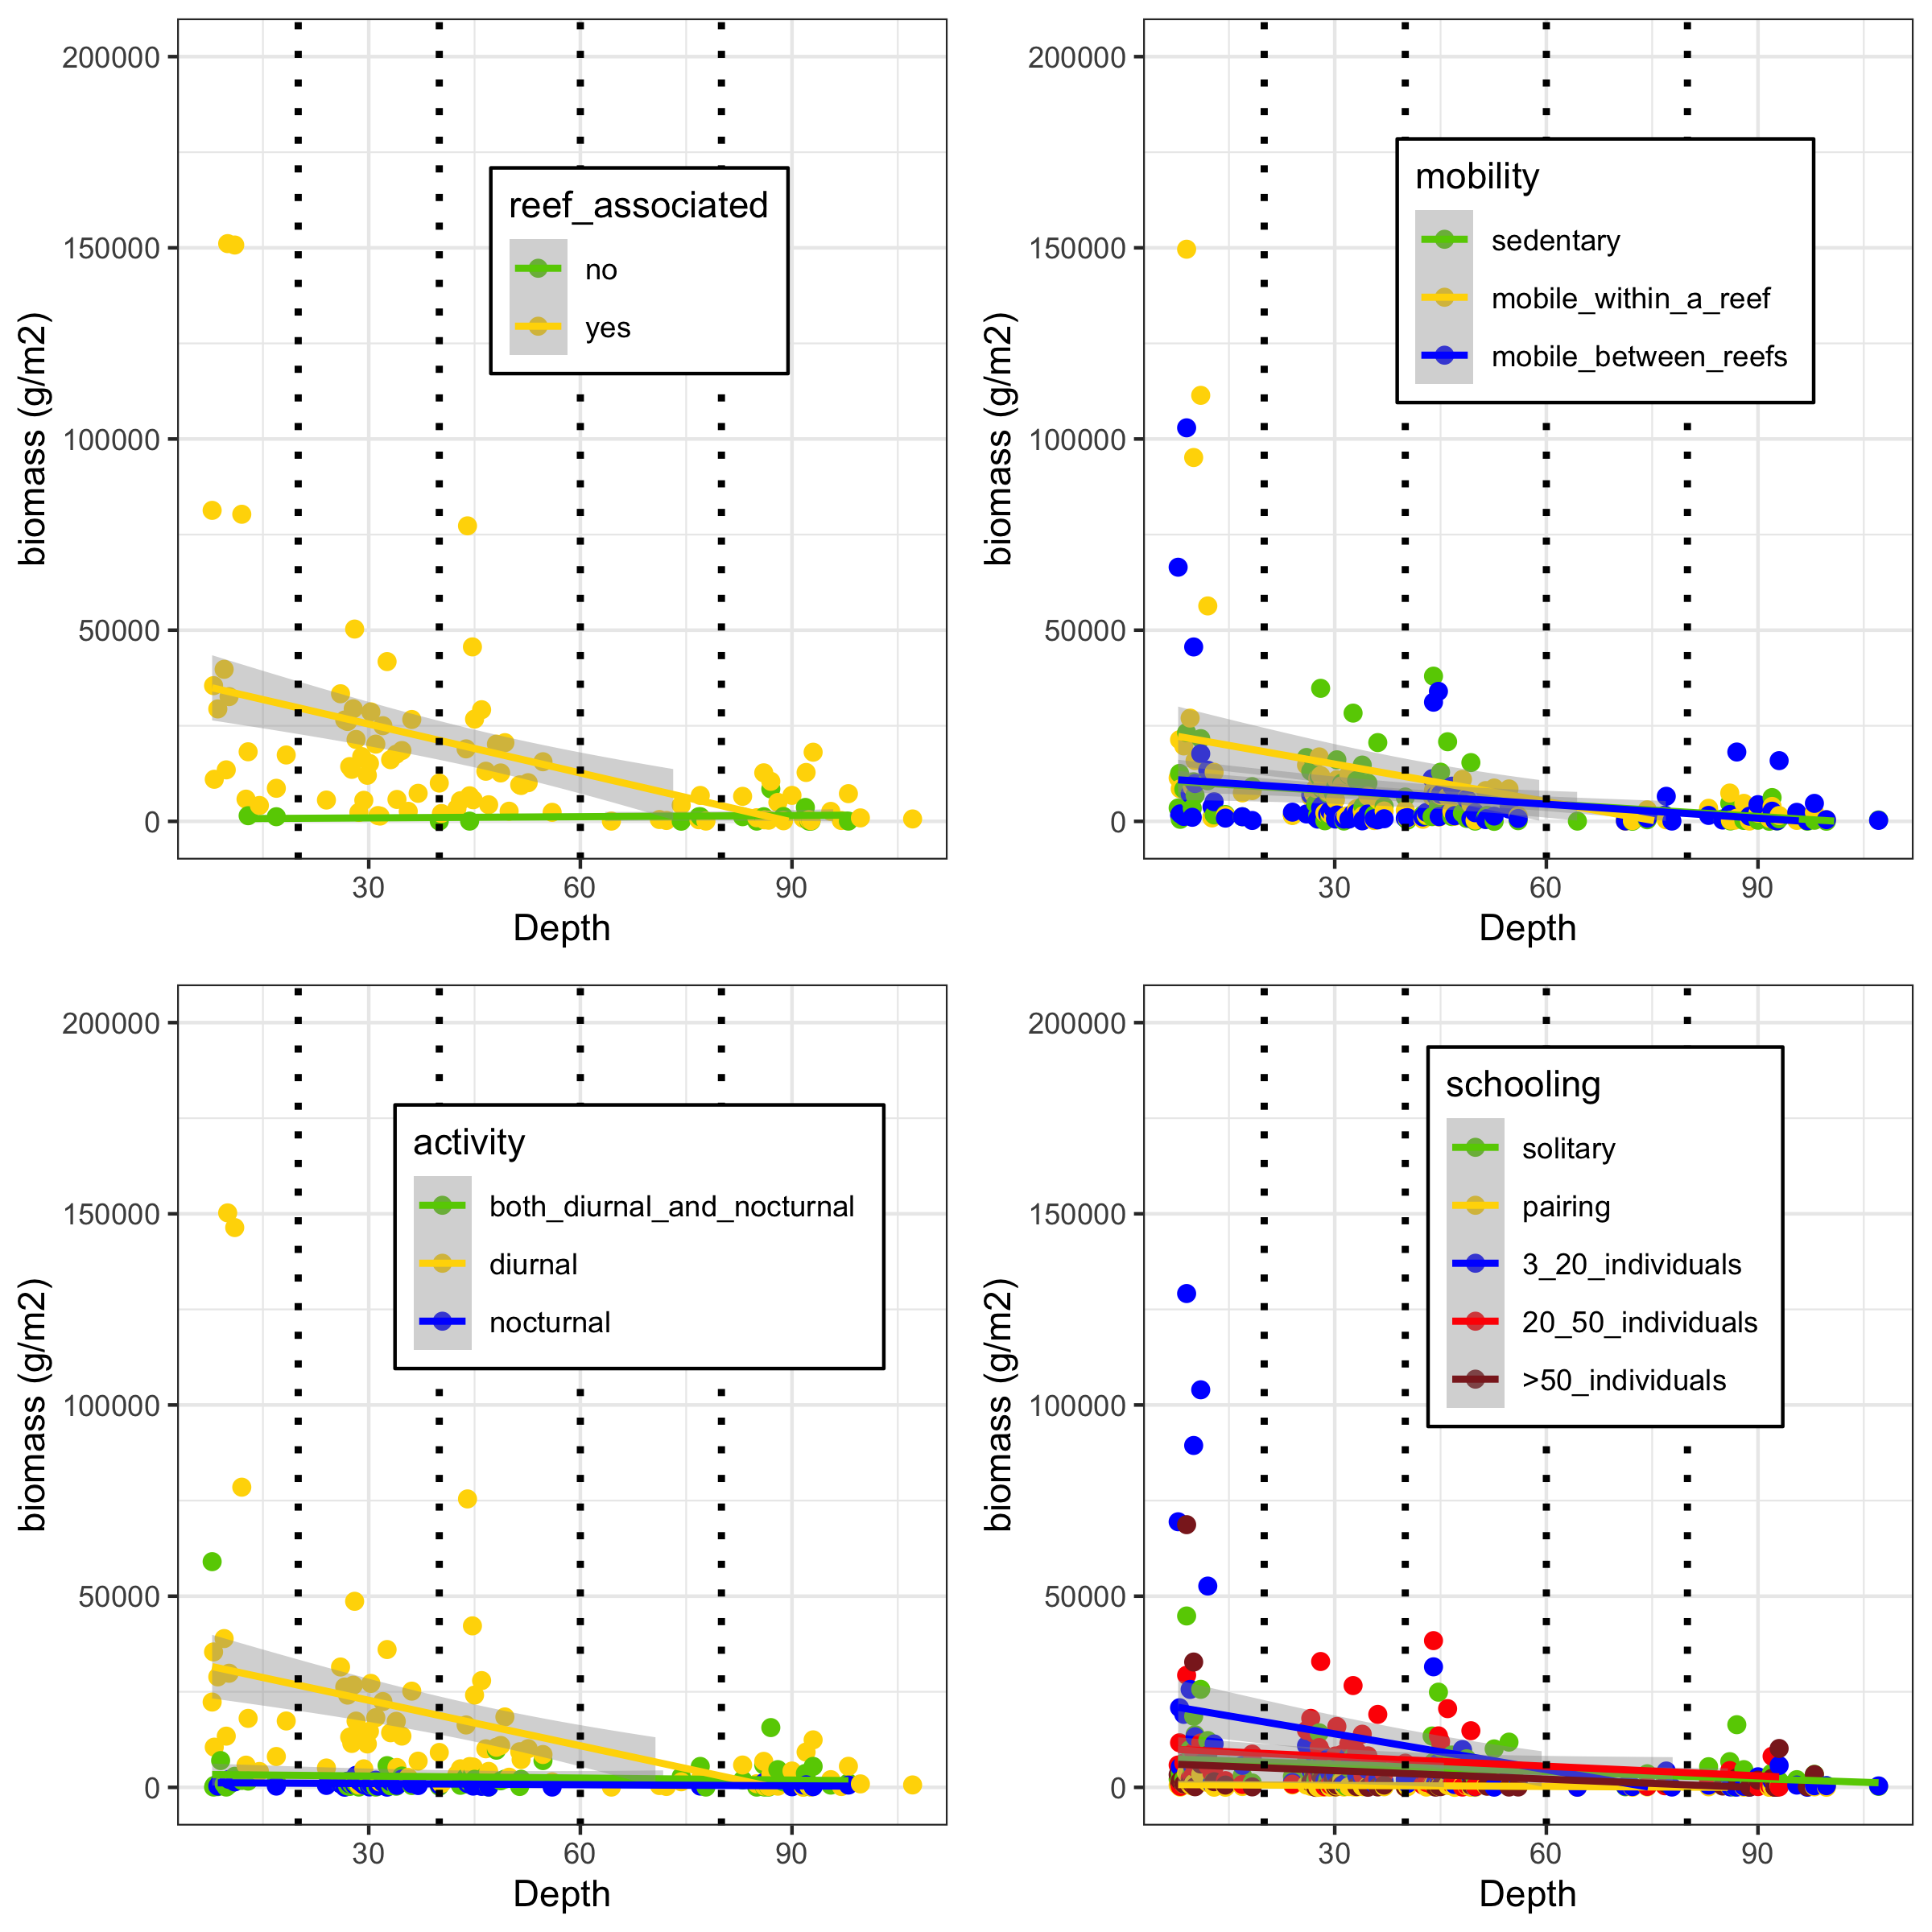 200000
150000
100000
50000
0
biomass (g/m2)
reef_associated
no
yes
30 60 90
Depth
200000
150000
100000
50000
0
biomass (g/m2)
mobility
sedentary
mobile_within_a_reef
mobile_between_reefs
30 60 90
Depth
200000
150000
100000
50000
0
biomass (g/m2)
activity
both_diurnal_and_nocturnal
diurnal
nocturnal
30 60 90
Depth
200000
150000
100000
50000
0
biomass (g/m2)
schooling
solitary
pairing
3_20_individuals
20_50_individuals
>50_individuals
30 60 90
Depth